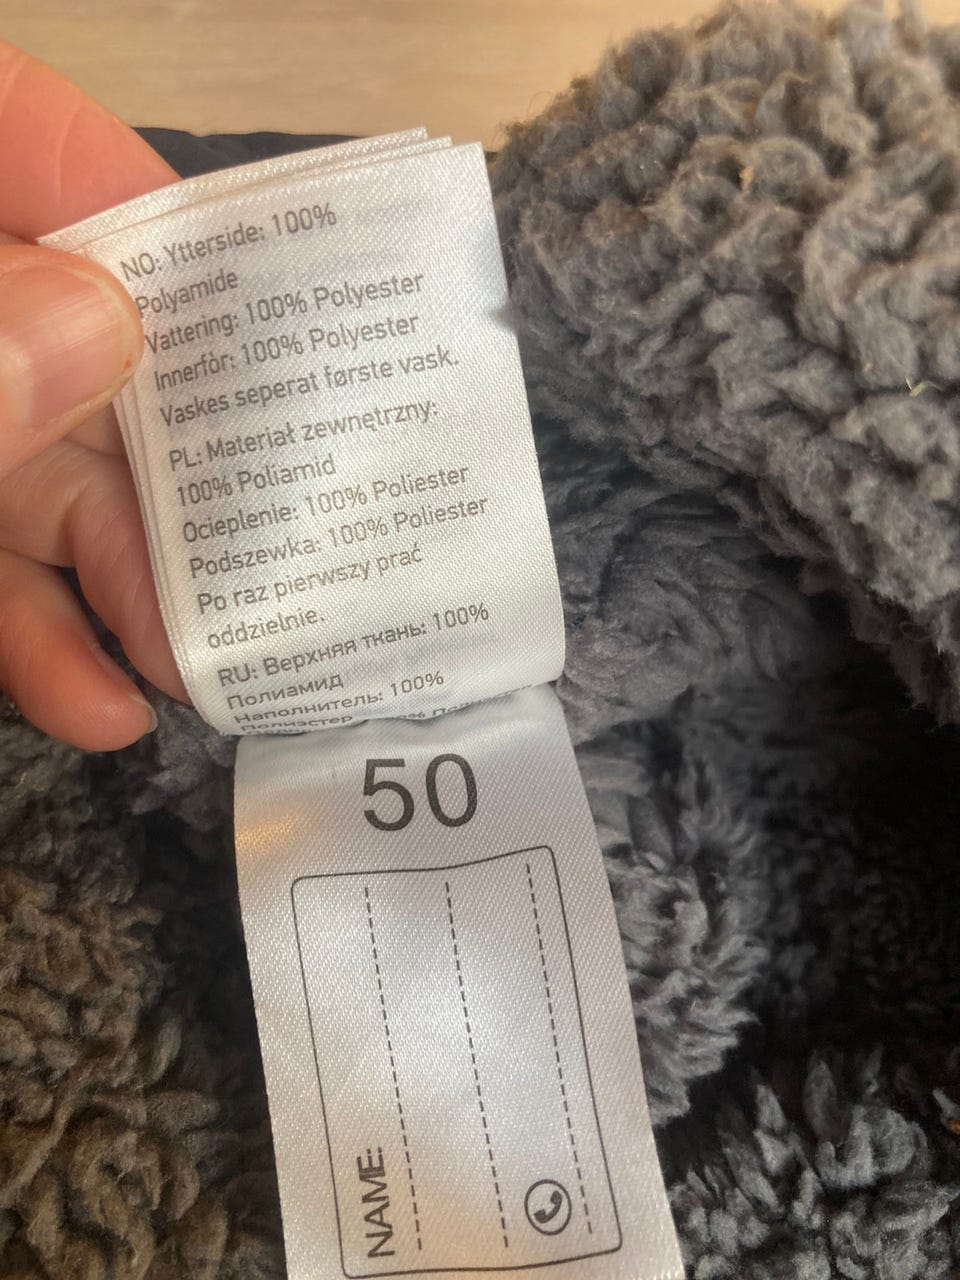 NO: Ytterside: 100%
Polyamide
Vattering: 100% Polyester
Innerfòr: 100% Polyester
Vaskes seperat første vask.
PL: Materiał zewnętrzny:
100% Poliamid
Ocieplenie: 100% Poliester
Podszewka: 100% Poliester
Po raz pierwszy prać
oddzielnie.
RU: Верхняя ткань: 100%
Полиамид
Наполнитель: 100%
Полиэстер
50
NAME: